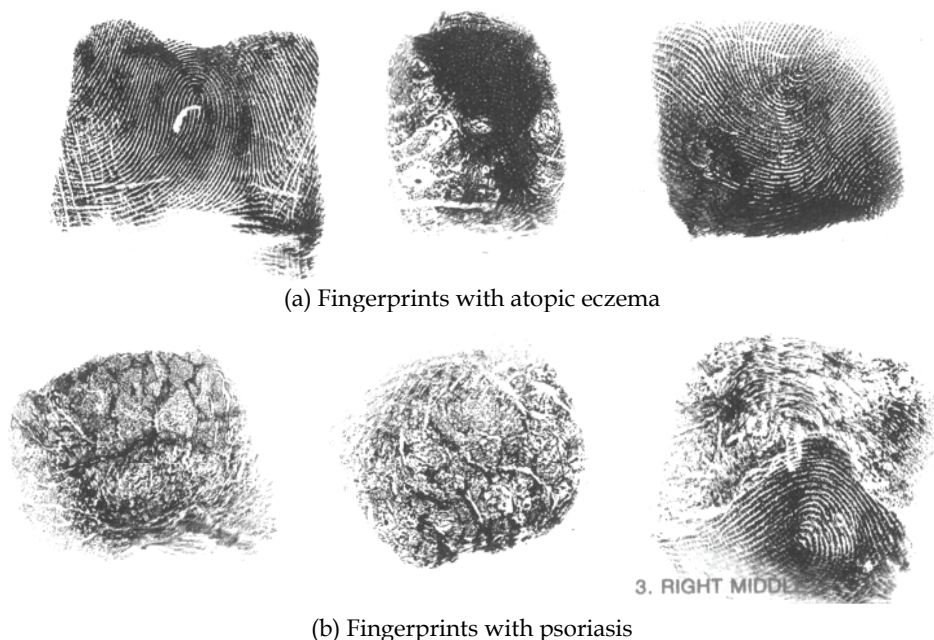 (a) Fingerprints with atopic eczema
3. RIGHT MIDDL
(b) Fingerprints with psoriasis